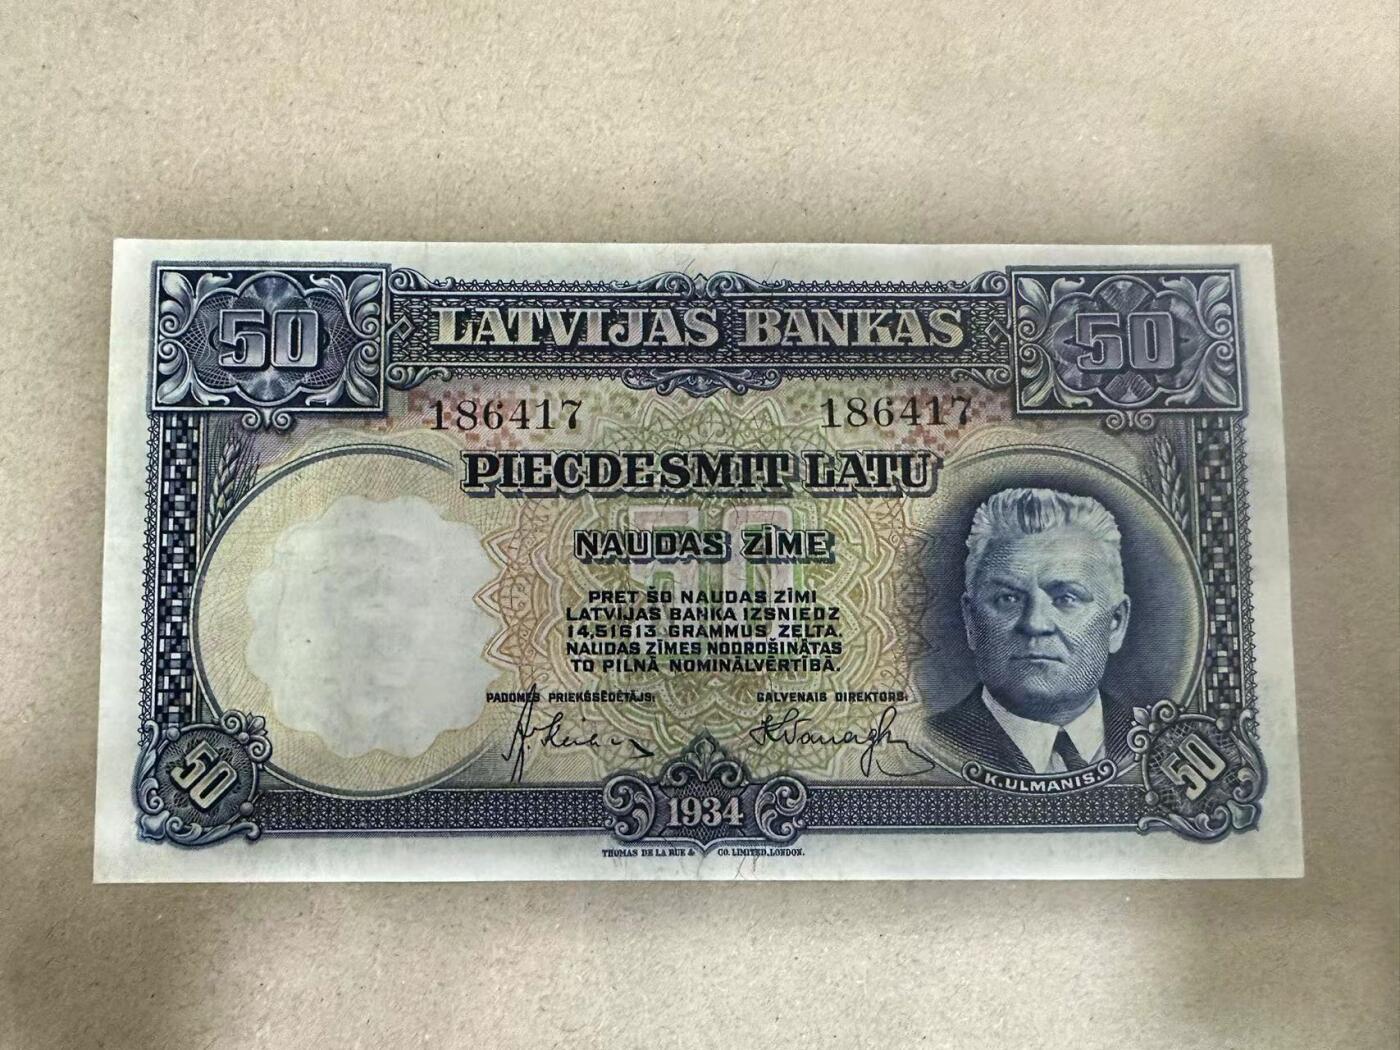 50 LATVIJAS BANKAS 50
186417 186417
PIECDESMIT LATU
50
NAUDAS ZĪME
PRET ŠO NAUDAS ZĪMI
LATVIJAS BANKA IZSNIEDZ
14,51613 GRAMMUS ZELTA.
NAUDAS ZĪMES NODROŠINĀTAS
TO PILNĀ NOMINĀLVĒRTĪBĀ.
PADOMES PRIEKŠSĒDĒTĀJS: GALVENAIS DIREKTORS:
K.ULMANIS.
50 1934 50
THOMAS DE LA RUE & CO. LIMITED, LONDON.